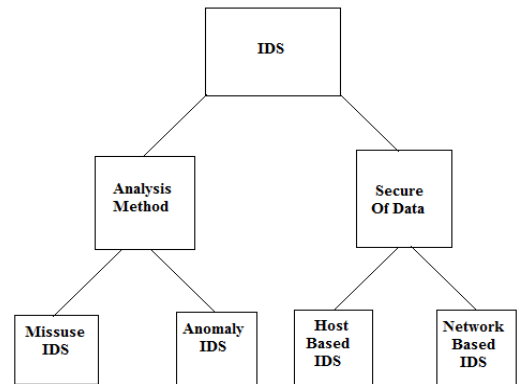 IDS
Analysis
Method
Secure
Of Data
Missuse
IDS
Anomaly
IDS
Host
Based
IDS
Network
Based
IDS